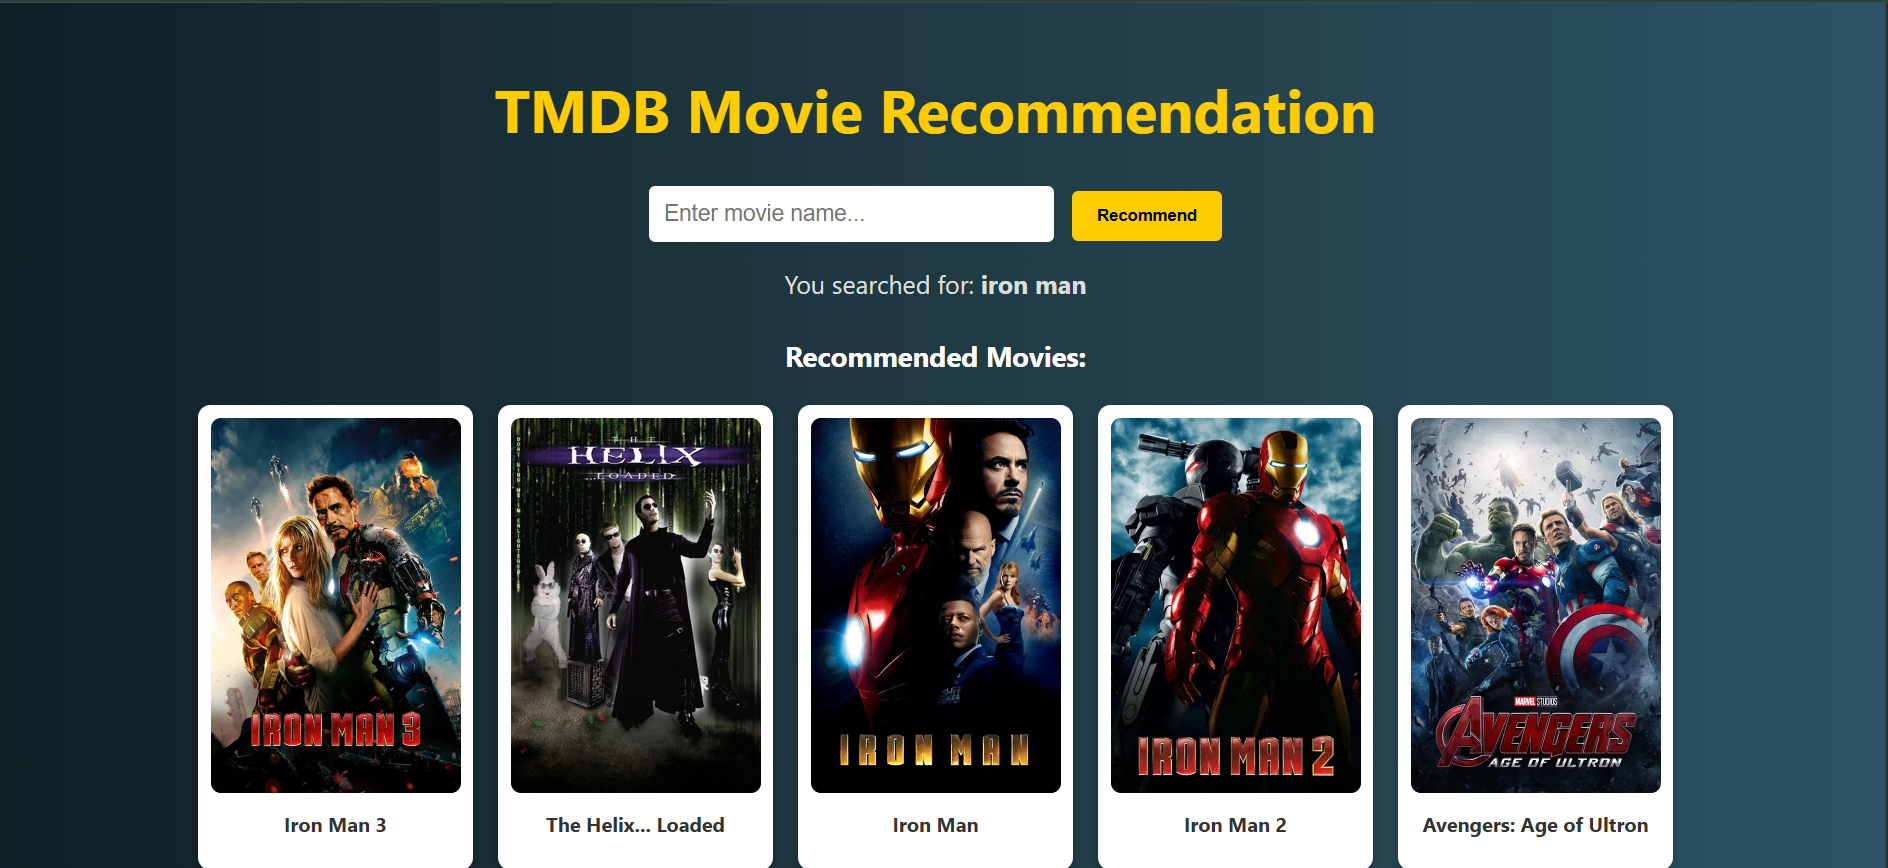 TMDB Movie Recommendation
Enter movie name...
Recommend
You searched for: iron man
Recommended Movies:
IRON MAN 3
Iron Man 3
THE
HELIX
...LOADED
The Helix... Loaded
IRON MAN
Iron Man
IRON MAN 2
Iron Man 2
MARVEL STUDIOS
AVENGERS
AGE OF ULTRON
Avengers: Age of Ultron